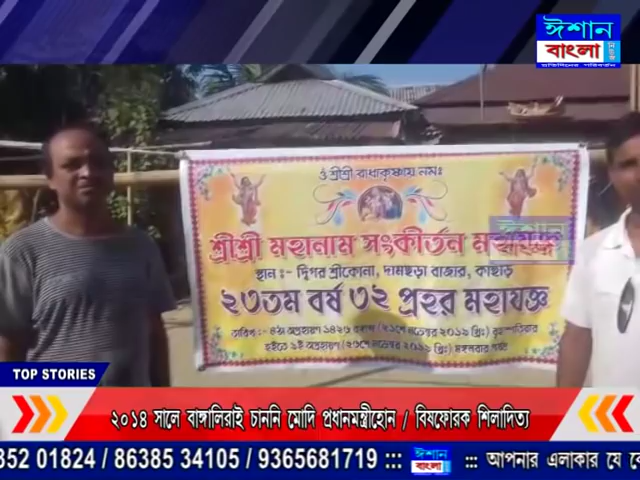 ঈশান
বাংলা
ওঁ শ্রীশ্রী রাধাকৃষ্ণায় নমঃ
শ্রীশ্রী মহানাম সংকীর্তন মহাযজ্ঞ
স্থান :- দিগর শ্রীকোনা, দামছড়া বাজার, কাছাড়
২৩তম বর্ষ ৩২ প্রহর মহাযজ্ঞ
TOP STORIES
২০১৪ সালে বাঙ্গালিরাই চাননি মোদি প্রধানমন্ত্রীহোন / বিষফোরক শিলাদিত্য
352 01824 / 86385 34105 / 9365681719 ::: ঈশান বাংলা ::: আপনার এলাকার যে কে